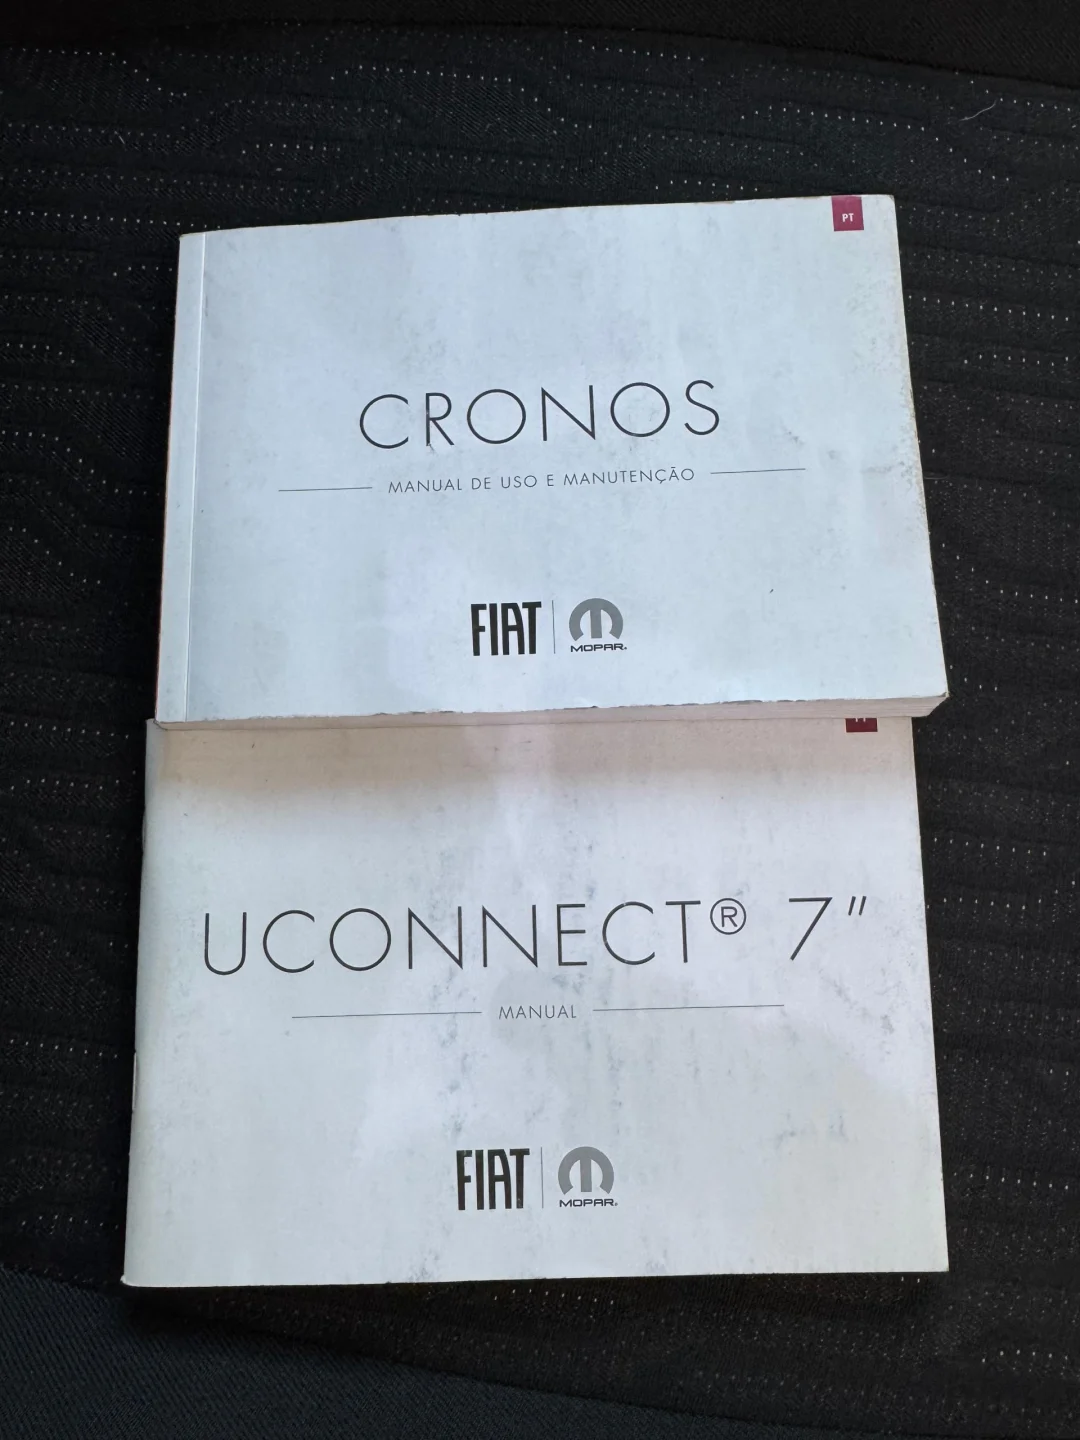 PT
CRONOS
MANUAL DE USO E MANUTENÇÃO
FIAT
MOPAR®
UCONNECT® 7"
MANUAL
FIAT
MOPAR®